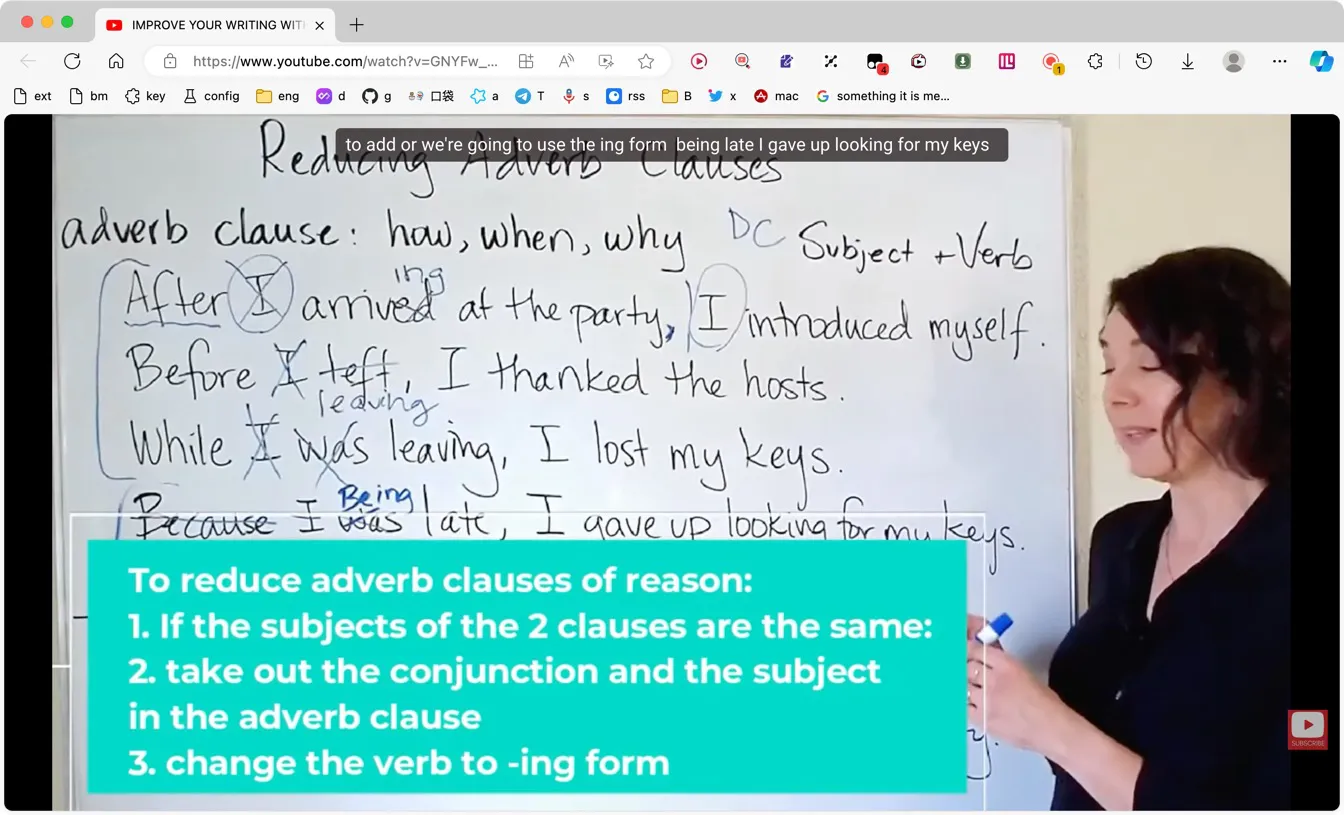 IMPROVE YOUR WRITING WIT
https://www.youtube.com/watch?v=GNYFw_...
4
1
ext
bm
key
config
eng
d
g
口袋
a
T
s
rss
B
x
mac
something it is me...
to add or we're going to use the ing form being late I gave up looking for my keys
Reducing Adverb Clauses
adverb clause: how, when, why DC Subject + Verb
ing
After I arrived at the party, I introduced myself.
Before I left, I thanked the hosts.
leaving
While I was leaving, I lost my keys.
Being
Because I was late, I gave up looking for my keys.
To reduce adverb clauses of reason:
1. If the subjects of the 2 clauses are the same:
2. take out the conjunction and the subject
in the adverb clause
3. change the verb to -ing form
SUBSCRIBE